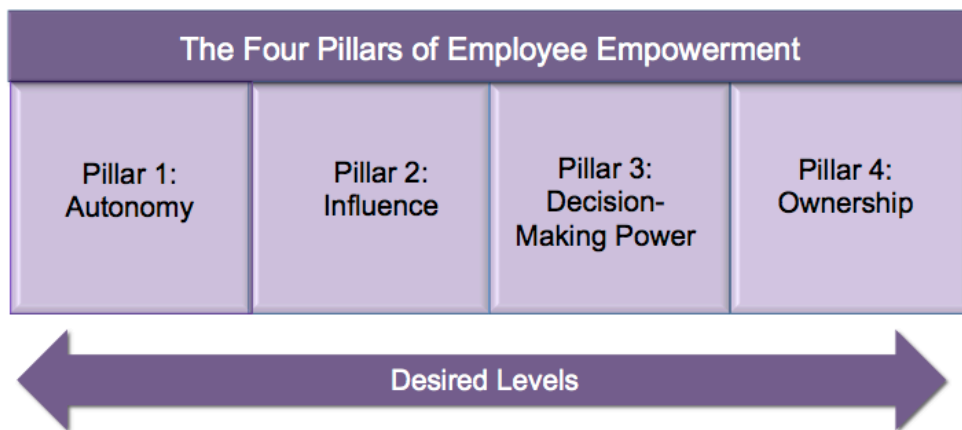 The Four Pillars of Employee Empowerment
Pillar 1:
Autonomy
Pillar 2:
Influence
Pillar 3:
Decision-
Making Power
Pillar 4:
Ownership
Desired Levels